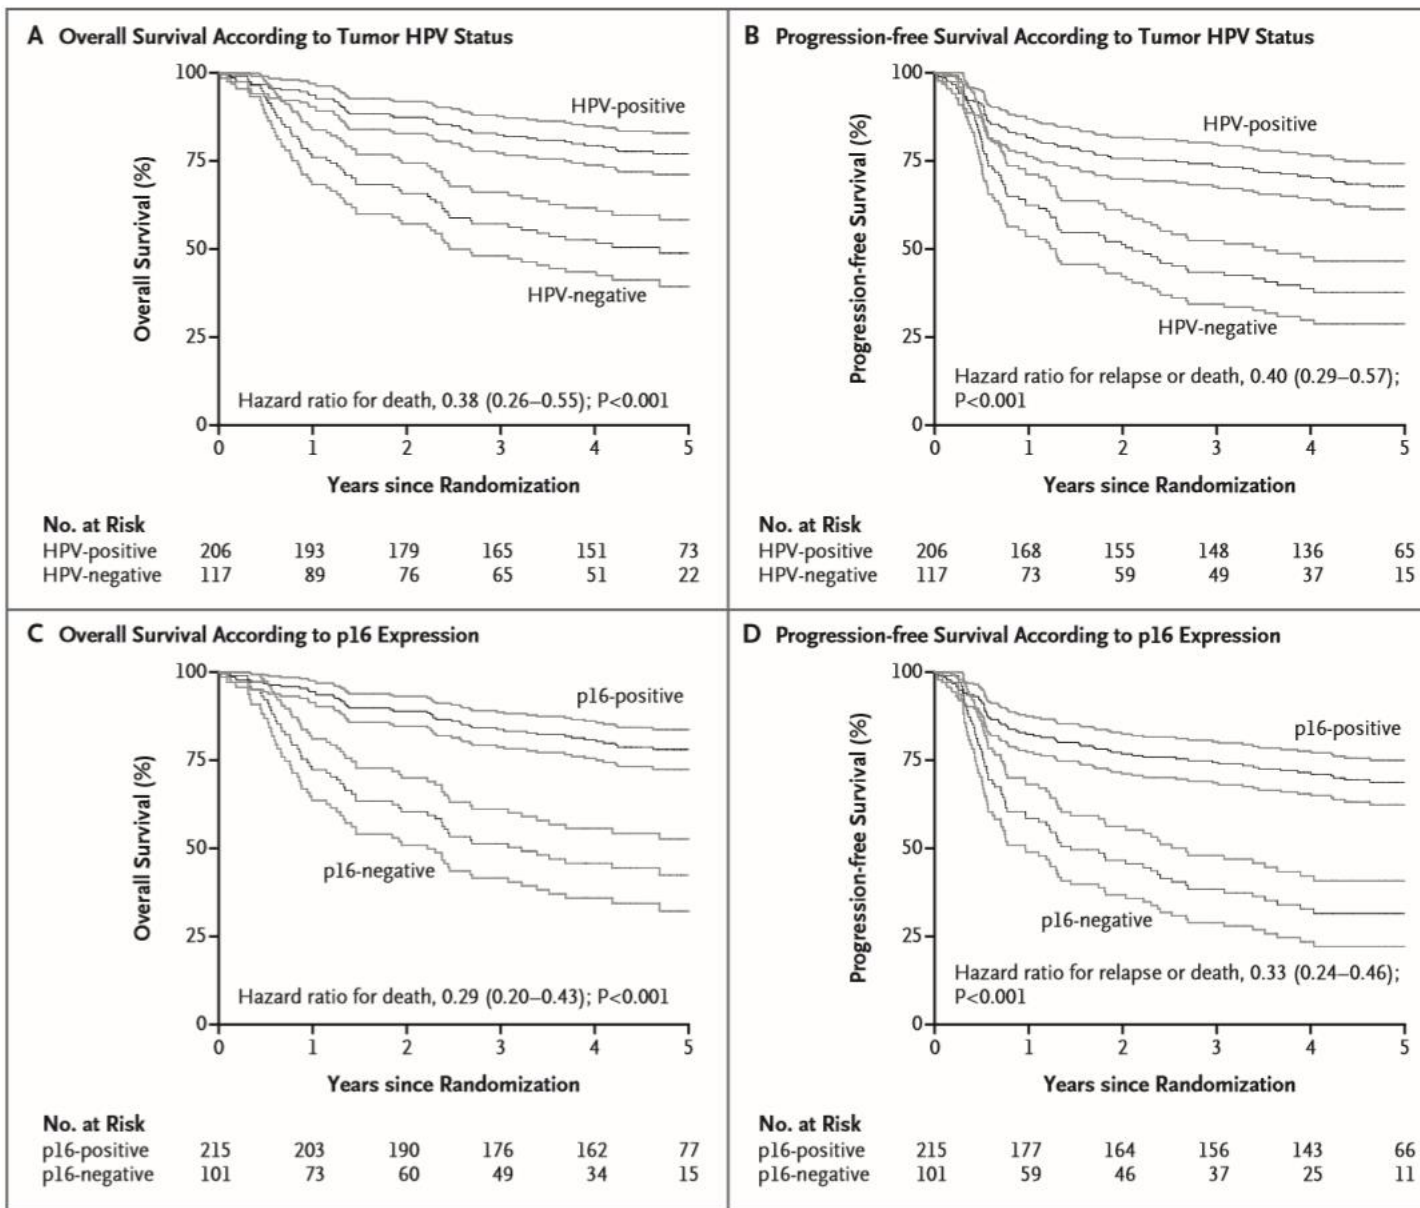 A Overall Survival According to Tumor HPV Status
100
75
50
25
0
Overall Survival (%)
HPV-positive
HPV-negative
Hazard ratio for death, 0.38 (0.26–0.55); P<0.001
0 1 2 3 4 5
Years since Randomization
No. at Risk
HPV-positive 206 193 179 165 151 73
HPV-negative 117 89 76 65 51 22
B Progression-free Survival According to Tumor HPV Status
100
75
50
25
0
Progression-free Survival (%)
HPV-positive
HPV-negative
Hazard ratio for relapse or death, 0.40 (0.29–0.57);
P<0.001
0 1 2 3 4 5
Years since Randomization
No. at Risk
HPV-positive 206 168 155 148 136 65
HPV-negative 117 73 59 49 37 15
C Overall Survival According to p16 Expression
100
75
50
25
0
Overall Survival (%)
p16-positive
p16-negative
Hazard ratio for death, 0.29 (0.20–0.43); P<0.001
0 1 2 3 4 5
Years since Randomization
No. at Risk
p16-positive 215 203 190 176 162 77
p16-negative 101 73 60 49 34 15
D Progression-free Survival According to p16 Expression
100
75
50
25
0
Progression-free Survival (%)
p16-positive
p16-negative
Hazard ratio for relapse or death, 0.33 (0.24–0.46);
P<0.001
0 1 2 3 4 5
Years since Randomization
No. at Risk
p16-positive 215 177 164 156 143 66
p16-negative 101 59 46 37 25 11